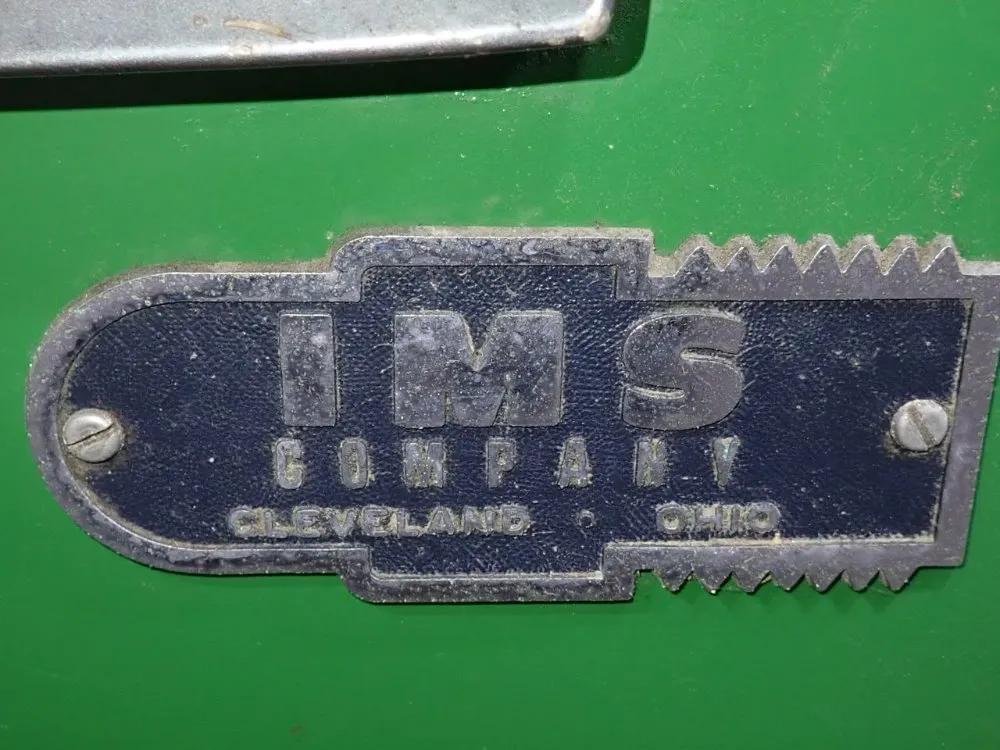 IMS
COMPANY
CLEVELAND · OHIO